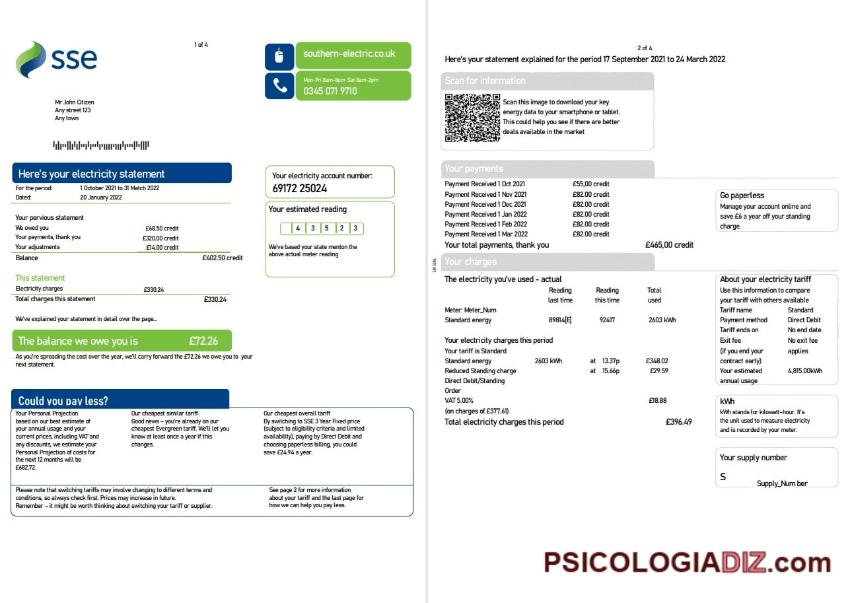 1 of 4
sse
southern-electric.co.uk
Mon-Fri 8am-8pm Sat 8am-2pm
0345 071 9710
Mr John Citizen
Any street 123
Any town
Here's your electricity statement
For the period: 1 October 2021 to 31 Match 2022
Dated: 20 January 2022
Your pervious statement
We owed you £68.50 credit
Your payments, thank you £320.00 credit
Your adjustments £14.00 credit
Balance £402.50 credit
This statement
Electricity charges £330.24
Total charges this statement £330.24
We've explained your statement in detail over the page...
The balance we owe you is £72.26
As you're spreading the cost over the year, we'll carry forward the £72.26 we owe you to your
next statement.
Your electricity account number:
69172 25024
Your estimated reading
4 3 5 2 3
We've based your state menton the
above actual meter reading
Could you pay less?
Your Personal Projection
based on our best estimate of
your annual usage and your
current prices, including VAT and
any discounts, we estimate your
Personal Projection of costs for
the next 12 months will be
£682.72.
Our cheapest similar tariff
Good news - you're already on our
cheapest Evergreen tariff. We'll let you
know at least once a year if this
changes.
Our cheapest overall tariff
By switching to SSE 3 Year Fixed price
(subject to eligibility criteria and limited
availability), paying by Direct Debit and
choosing paperless billing, you could
save £24.94 a year.
Please note that switching tariffs may involve changing to different terms and
conditions, so always check first. Prices may increase in future.
Remember - it might be worth thinking about switching your tariff or supplier.
See page 2 for more information
about your tariff and the last page for
how we can help you pay less.
2 of 4
Here's your statement explained for the period 17 September 2021 to 24 March 2022
Scan for information
Scan this image to download your key
energy data to your smartphone or tablet.
This could help you see if there are better
deals available in the market
Your payments
Payment Received 1 Oct 2021 £55,00 credit
Payment Received 1 Nov 2021 £82.00 credit
Payment Received 1 Dec 2021 £82.00 credit
Payment Received 1 Jan 2022 £82.00 credit
Payment Received 1 Feb 2022 £82.00 credit
Payment Received 1 Mar 2022 £82.00 credit
Your total payments, thank you £465,00 credit
Go paperless
Manage your account online and
save £6 a year off your standing
charge.
Your charges
The electricity you've used - actual
Reading last time Reading this time Total used
Meter: Meter_Num
Standard energy 89814[E] 92417 2603 kWh
Your electricity charges this period
Your tariff is Standard
Standard energy 2603 kWh at 13.37p £348.02
Reduced Standing charge at 15.66p £29.59
Direct Debit/Standing
Order
VAT 5.00% £18.88
(on charges of £377.61)
Total electricity charges this period £396.49
About your electricity tariff
Use this information to compare
your tariff with others available
Tariff name Standard
Payment method Direct Debit
Tariff ends on No end date
Exit fee No exit fee
(if you end your applies
contract early)
Your estimated 4,815.00kWh
annual usage
kWh
kWh stands for kilowatt-hour. It's
the unit used to measure electricity
and is recorded by your meter.
Your supply number
S
Supply_Num ber
PSICOLOGIADIZ.com